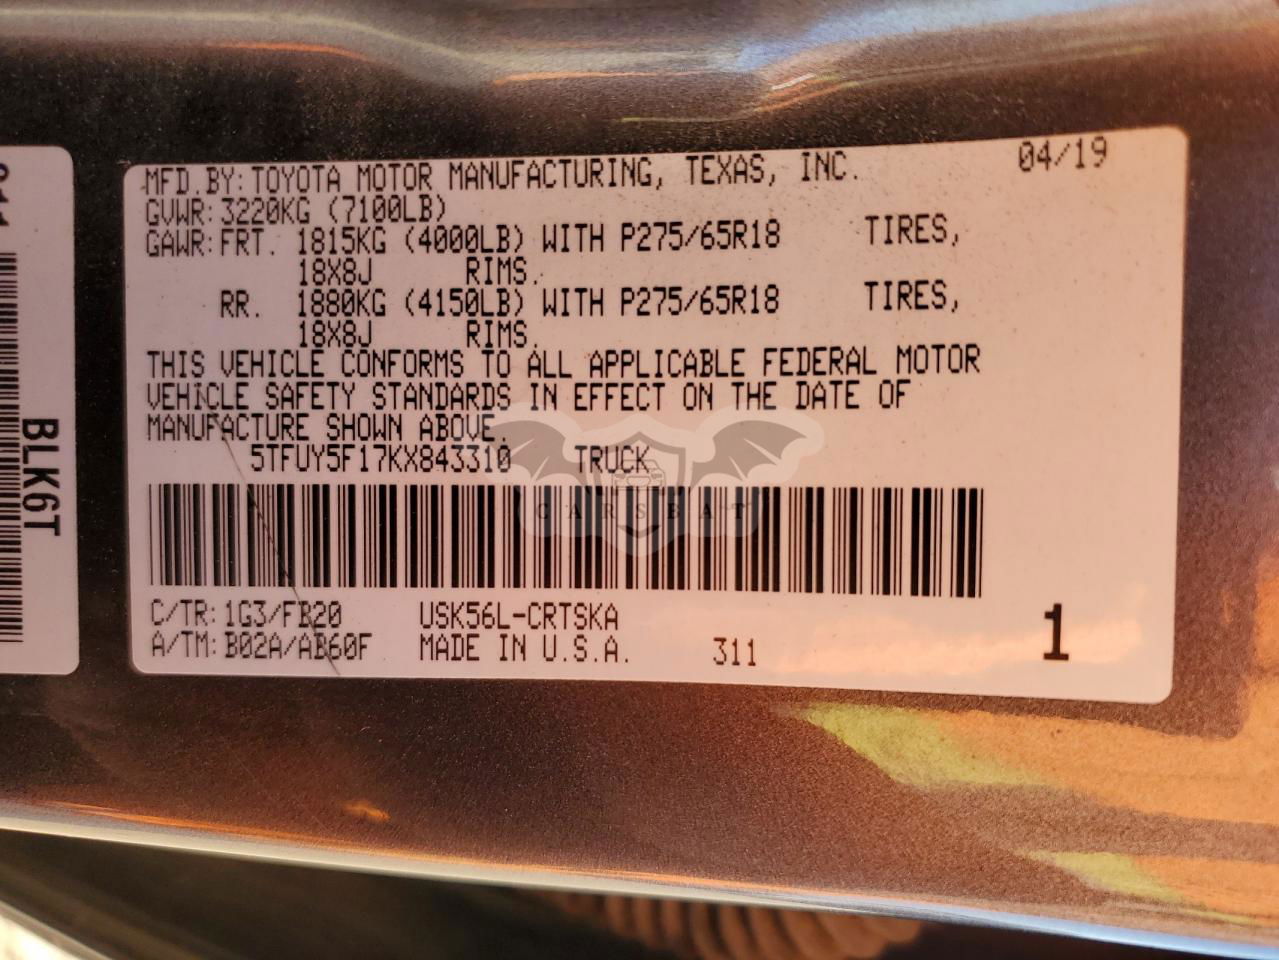 MFD.BY:TOYOTA MOTOR MANUFACTURING, TEXAS, INC. 04/19
GVWR:3220KG (7100LB)
GAWR:FRT. 1815KG (4000LB) WITH P275/65R18 TIRES,
18X8J RIMS.
RR. 1880KG (4150LB) WITH P275/65R18 TIRES,
18X8J RIMS.
THIS VEHICLE CONFORMS TO ALL APPLICABLE FEDERAL MOTOR
VEHICLE SAFETY STANDARDS IN EFFECT ON THE DATE OF
MANUFACTURE SHOWN ABOVE.
5TFUY5F17KX843310 TRUCK
CARSBAT
C/TR:1G3/FB20 USK56L-CRTSKA
A/TM:B02A/AB60F MADE IN U.S.A. 311 1
BLK6T